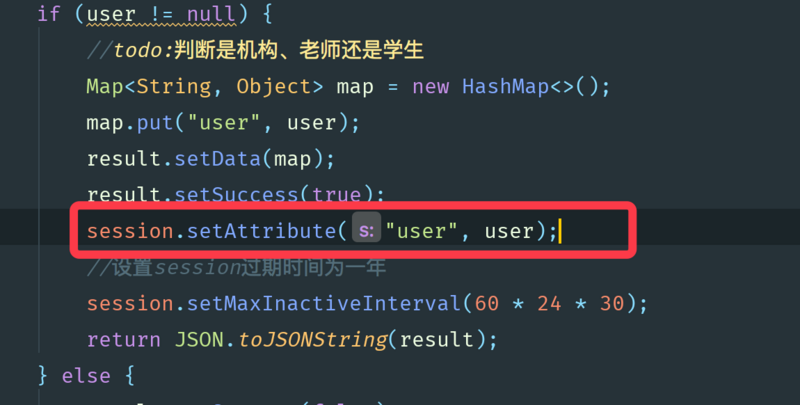 if (user != null) {
//todo:判断是机构、老师还是学生
Map<String, Object> map = new HashMap<>();
map.put("user", user);
result.setData(map);
result.setSuccess(true);
session.setAttribute( s: "user", user);
//设置session过期时间为一年
session.setMaxInactiveInterval(60 * 24 * 30);
return JSON.toJSONString(result);
} else {